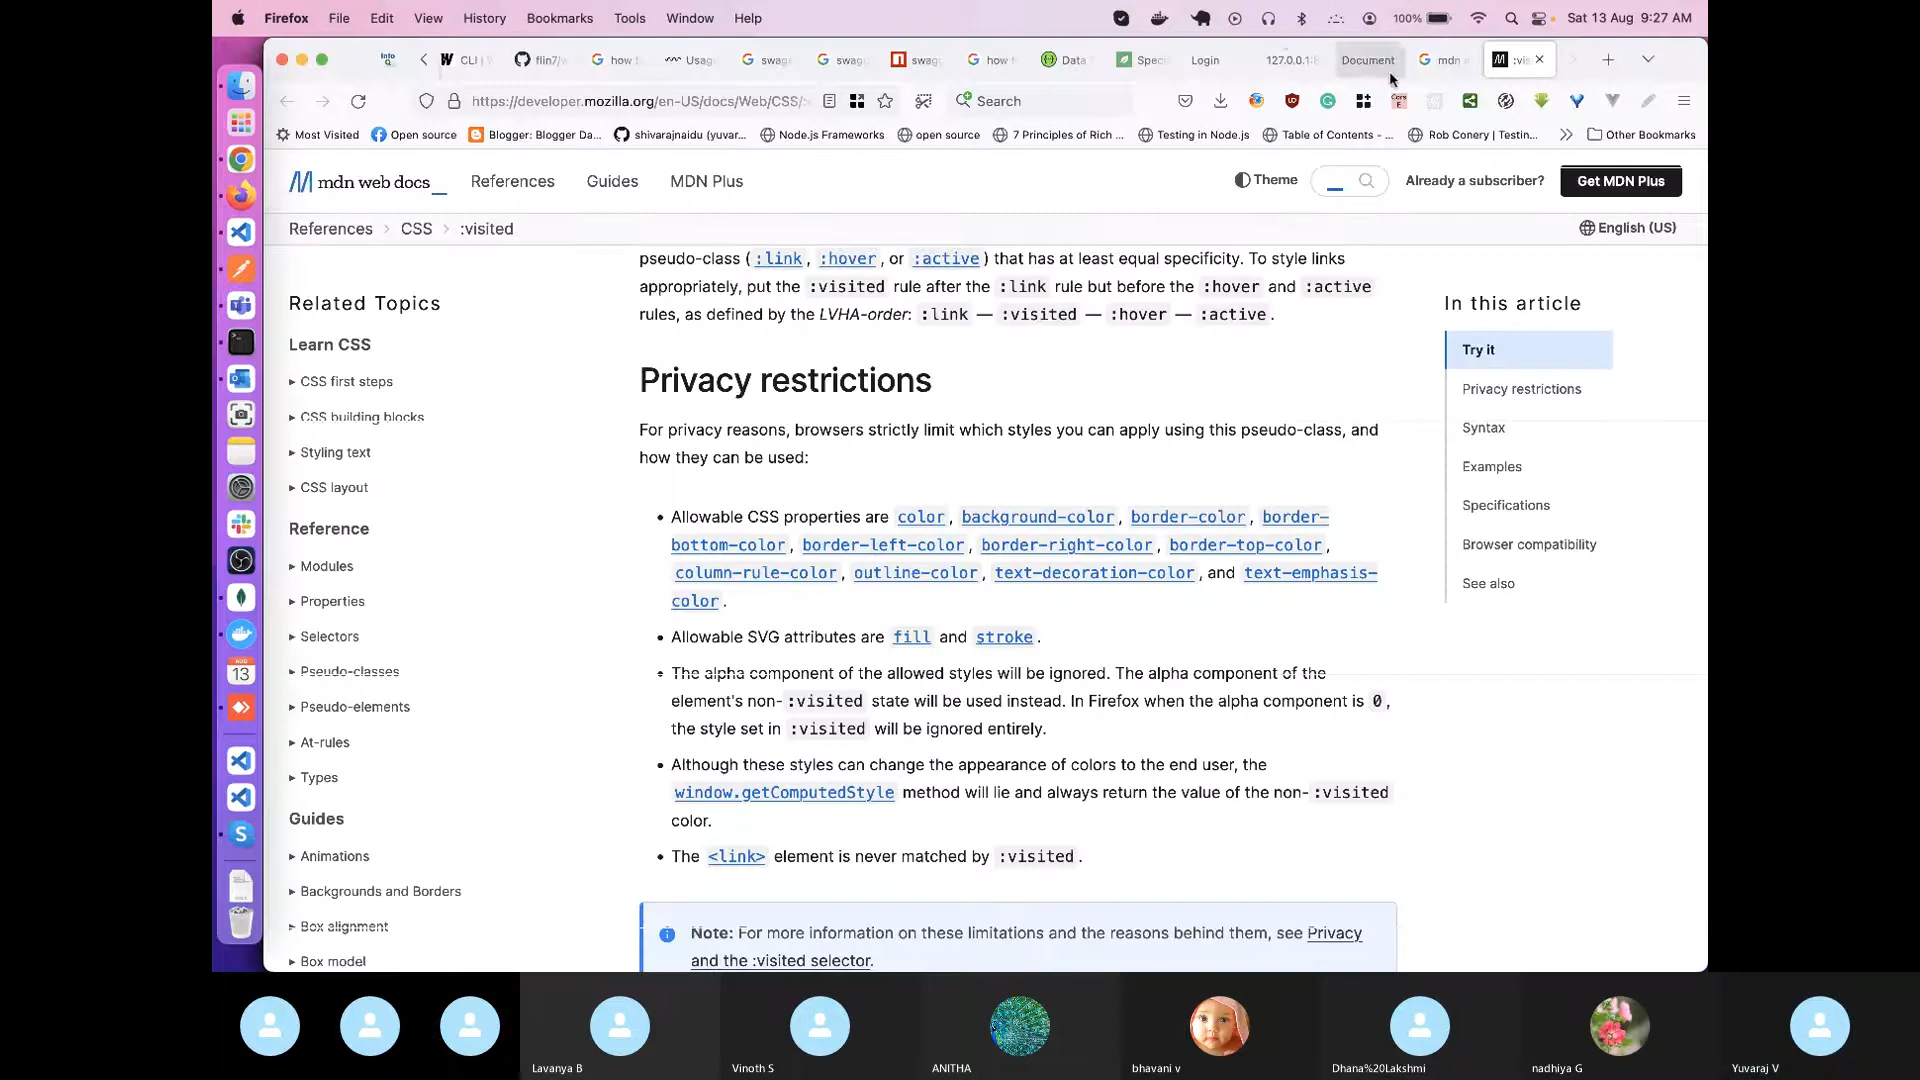 Firefox File Edit View History Bookmarks Tools Window Help 100% Sat 13 Aug 9:27 AM
Info Q CLI | flin7/ how Usag swage swag swagg how Data Spec Login 127.0.0.1:8 Document mdn :vis
https://developer.mozilla.org/en-US/docs/Web/CSS/: Search
Most Visited Open source Blogger: Blogger Da... shivarajnaidu (yuvar... Node.js Frameworks open source 7 Principles of Rich ... Testing in Node.js Table of Contents - ... Rob Conery | Testin... Other Bookmarks
mdn web docs_ References Guides MDN Plus Theme Already a subscriber? Get MDN Plus
References > CSS > :visited English (US)
Related Topics
Learn CSS
CSS first steps
CSS building blocks
Styling text
CSS layout
Reference
Modules
Properties
Selectors
Pseudo-classes
Pseudo-elements
At-rules
Types
Guides
Animations
Backgrounds and Borders
Box alignment
Box model
pseudo-class (:link, :hover, or :active) that has at least equal specificity. To style links
appropriately, put the :visited rule after the :link rule but before the :hover and :active
rules, as defined by the LVHA-order: :link — :visited — :hover — :active.
Privacy restrictions
For privacy reasons, browsers strictly limit which styles you can apply using this pseudo-class, and
how they can be used:
• Allowable CSS properties are color, background-color, border-color, border-
bottom-color, border-left-color, border-right-color, border-top-color,
column-rule-color, outline-color, text-decoration-color, and text-emphasis-
color.
• Allowable SVG attributes are fill and stroke.
• The alpha component of the allowed styles will be ignored. The alpha component of the
element's non-:visited state will be used instead. In Firefox when the alpha component is 0,
the style set in :visited will be ignored entirely.
• Although these styles can change the appearance of colors to the end user, the
window.getComputedStyle method will lie and always return the value of the non-:visited
color.
• The <link> element is never matched by :visited.
Note: For more information on these limitations and the reasons behind them, see Privacy
and the :visited selector.
In this article
Try it
Privacy restrictions
Syntax
Examples
Specifications
Browser compatibility
See also
AUG
13
Lavanya B Vinoth S ANITHA bhavani v Dhana%20Lakshmi nadhiya G Yuvaraj V